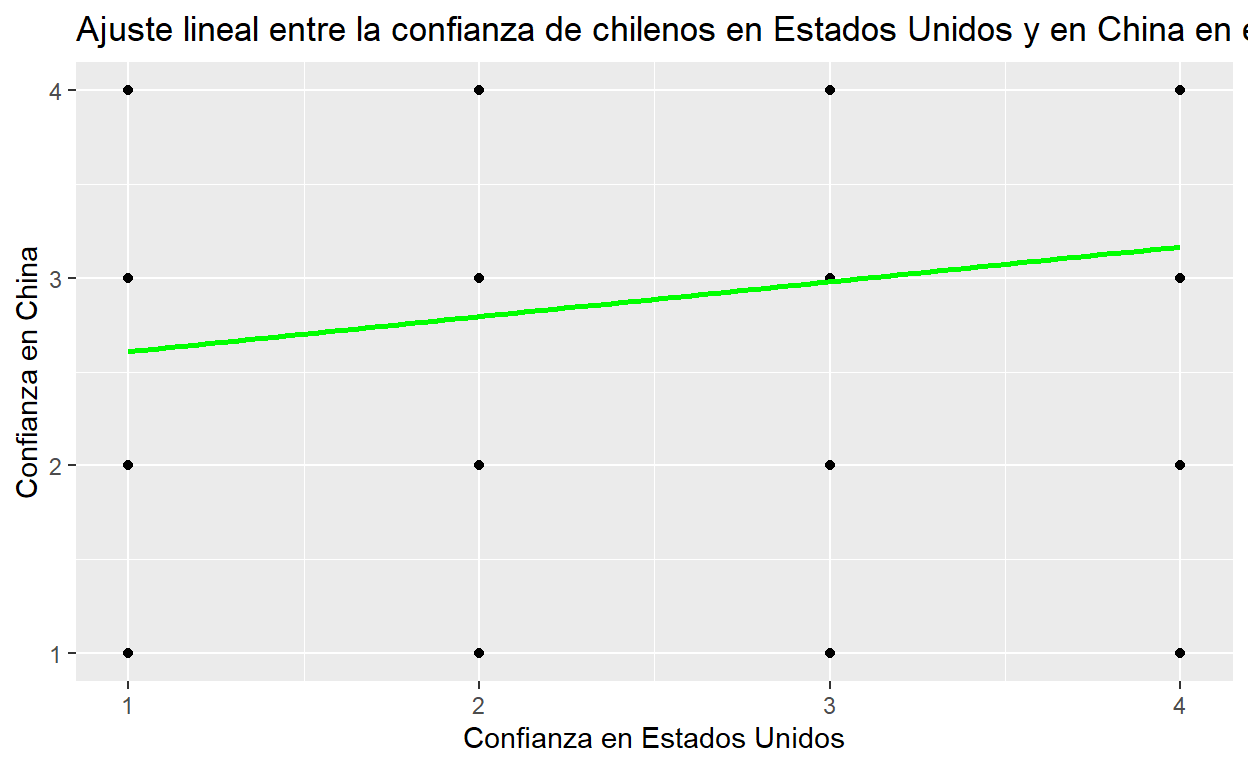 Ajuste lineal entre la confianza de chilenos en Estados Unidos y en China en
4
3
2
1
Confianza en China
1 2 3 4
Confianza en Estados Unidos